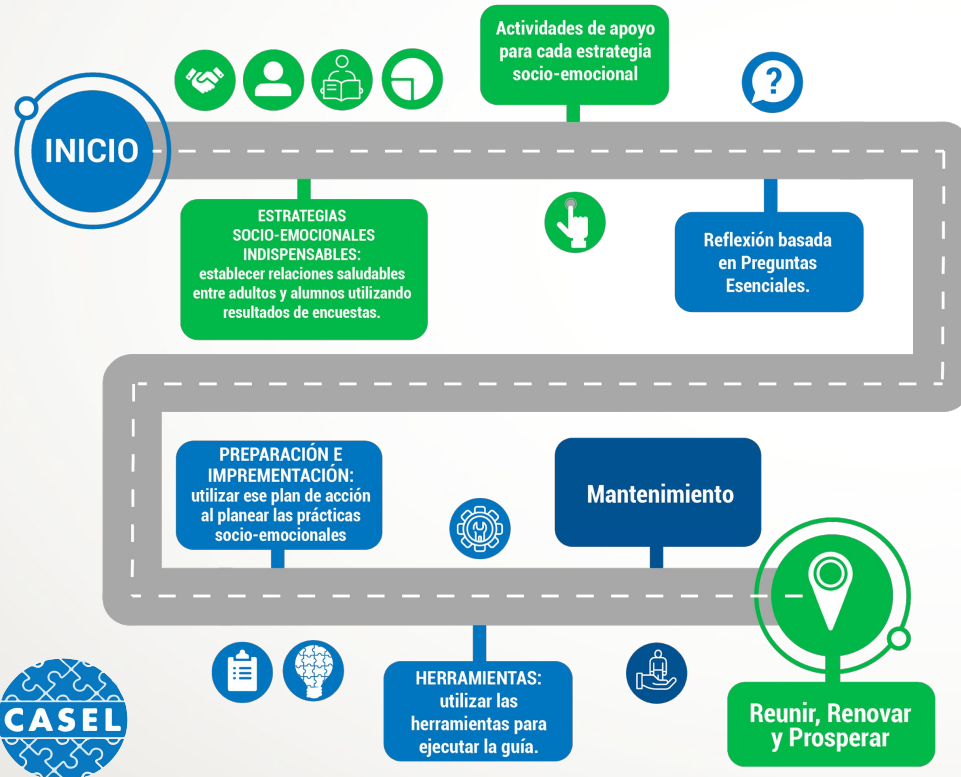 INICIO
ESTRATEGIAS
SOCIO-EMOCIONALES
INDISPENSABLES:
establecer relaciones saludables
entre adultos y alumnos utilizando
resultados de encuestas.
Actividades de apoyo
para cada estrategia
socio-emocional
?
Reflexión basada
en Preguntas
Esenciales.
PREPARACIÓN E
IMPREMENTACIÓN:
utilizar ese plan de acción
al planear las prácticas
socio-emocionales
HERRAMIENTAS:
utilizar las
herramientas para
ejecutar la guía.
Mantenimiento
Reunir, Renovar
y Prosperar
CASEL